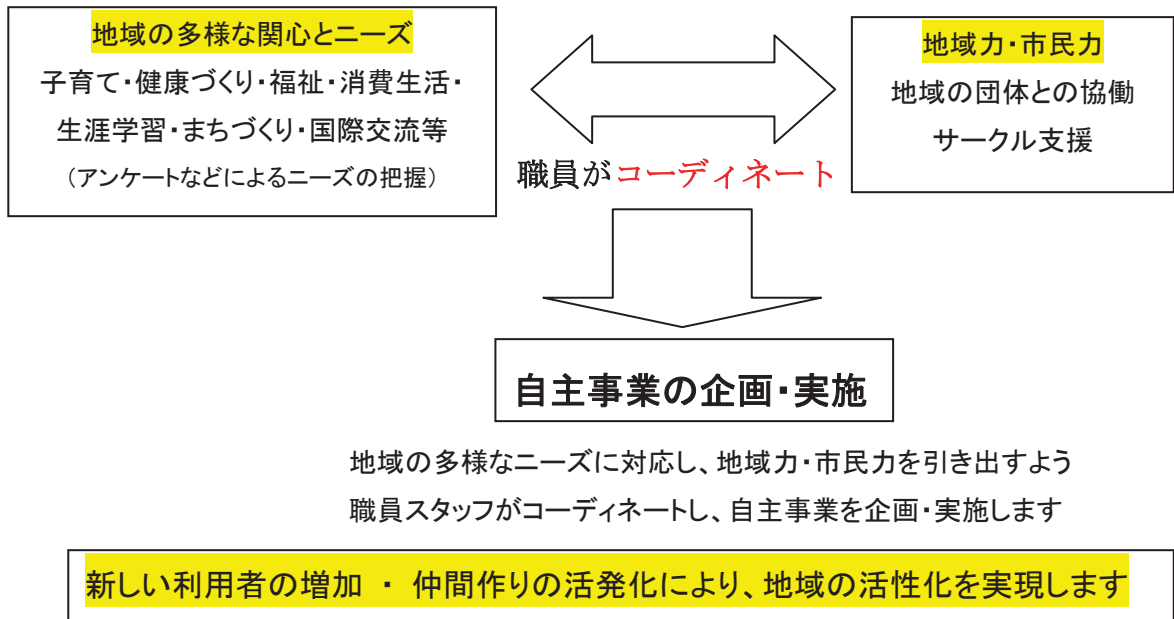 地域の多様な関心とニーズ
子育て・健康づくり・福祉・消費生活・
生涯学習・まちづくり・国際交流等
（アンケートなどによるニーズの把握）
職員がコーディネート
地域力・市民力
地域の団体との協働
サークル支援
自主事業の企画・実施
地域の多様なニーズに対応し、地域力・市民力を引き出すよう
職員スタッフがコーディネートし、自主事業を企画・実施します
新しい利用者の増加 ・ 仲間作りの活発化により、地域の活性化を実現します